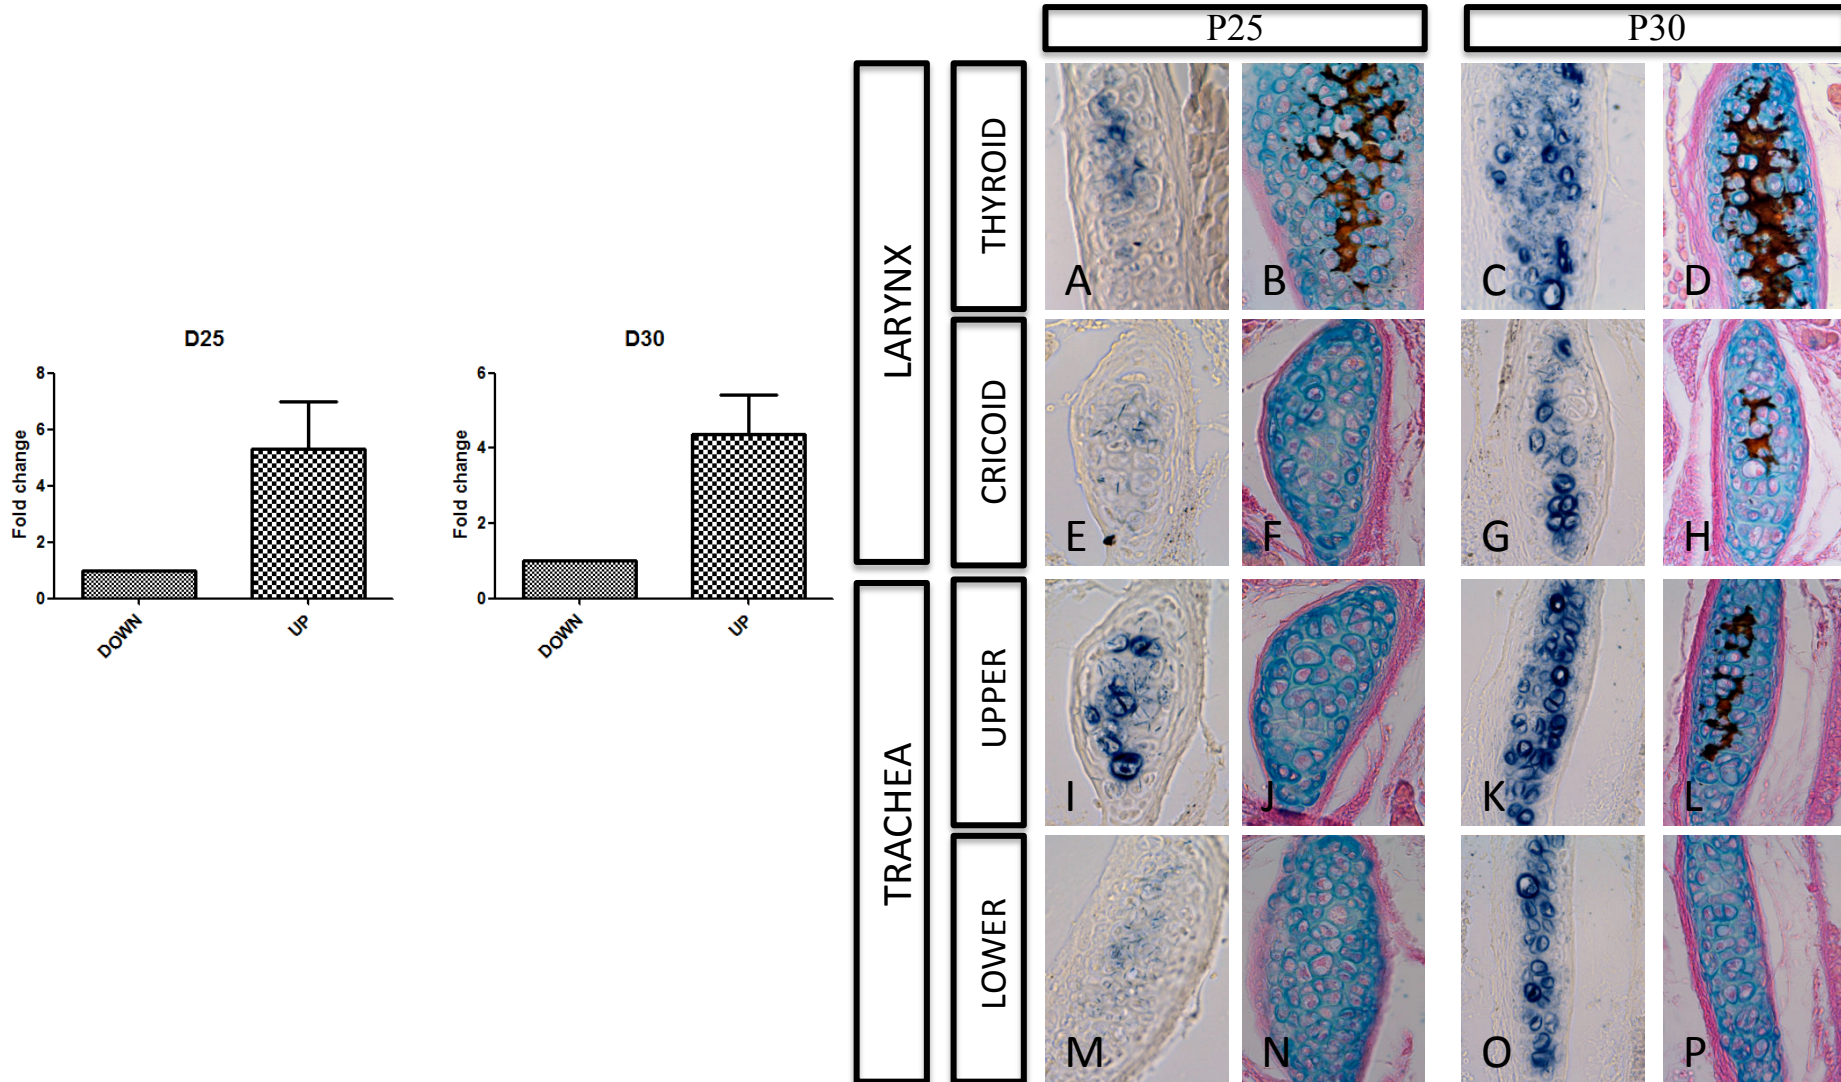 D25
Fold change
8
6
4
2
0
DOWN
UP
D30
Fold change
6
4
2
0
DOWN
UP
P25
P30
LARYNX
THYROID
A
B
C
D
CRICOID
E
F
G
H
TRACHEA
UPPER
I
J
K
L
LOWER
M
N
O
P